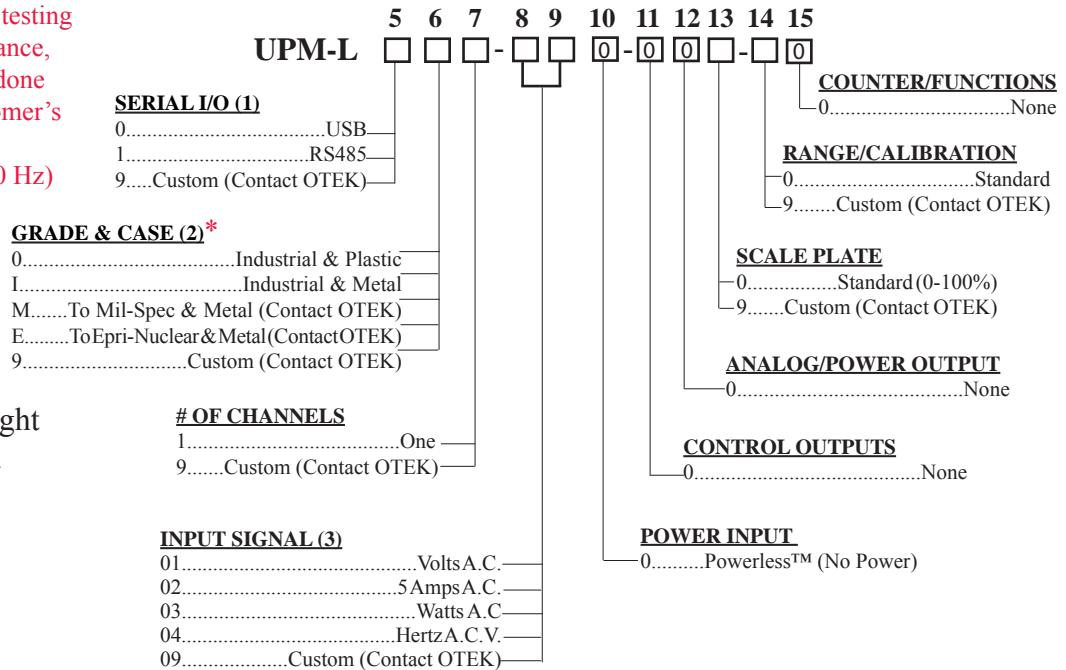 testing
ance,
done
omer's
0 Hz)
5 6 7 8 9 10 11 12 13 14 15
UPM-L - 0 - 0 0 - 0
SERIAL I/O (1)
0..................................USB
1................................RS485
9.....Custom (Contact OTEK)
GRADE & CASE (2)*
0.....................................Industrial & Plastic
I.......................................Industrial & Metal
M.......To Mil-Spec & Metal (Contact OTEK)
E.........To Epri-Nuclear & Metal (Contact OTEK)
9............................Custom (Contact OTEK)
ght
# OF CHANNELS
1....................................One
9.......Custom (Contact OTEK)
INPUT SIGNAL (3)
01........................................Volts A.C.
02.....................................5 Amps A.C.
03........................................Watts A.C
04.....................................Hertz A.C.V.
09...................Custom (Contact OTEK)
COUNTER/FUNCTIONS
0...................................None
RANGE/CALIBRATION
0...............................Standard
9........Custom (Contact OTEK)
SCALE PLATE
0................Standard (0-100%)
9.......Custom (Contact OTEK)
ANALOG/POWER OUTPUT
0.......................................None
CONTROL OUTPUTS
0.........................................None
POWER INPUT
0..........Powerless™ (No Power)